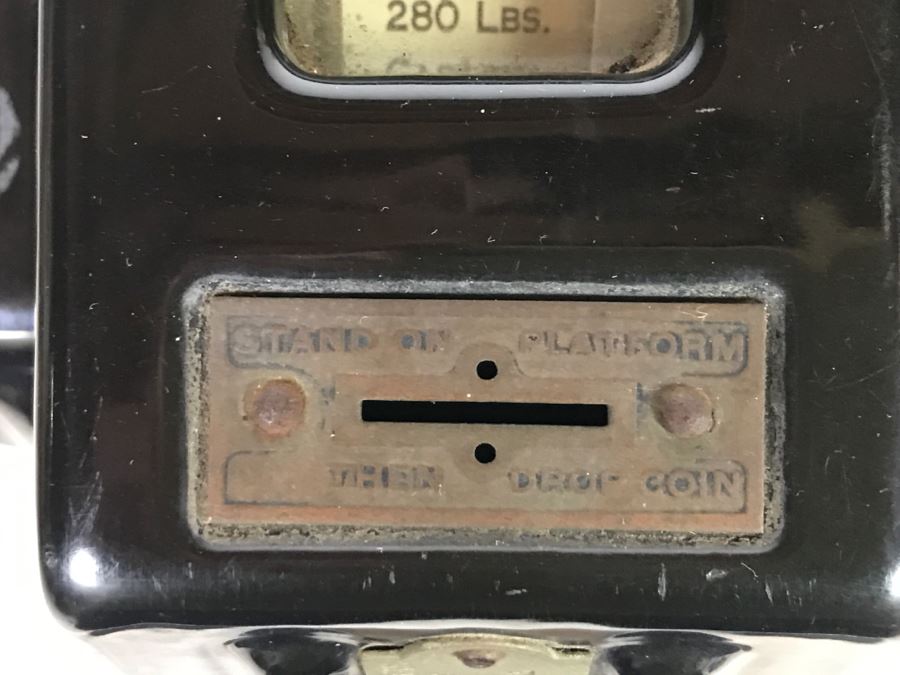 280 LBS.
STAND ON PLATFORM
THEN DROP COIN